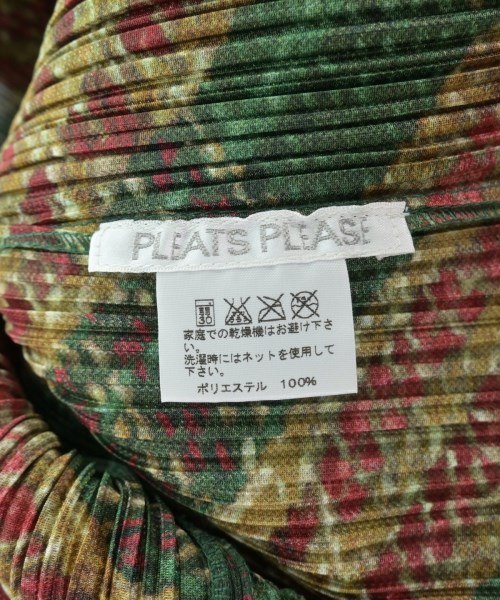 PLEATS PLEASE
30
家庭での乾燥機はお避け下さ
い。
洗濯時にはネットを使用して
下さい。
ポリエステル 100%